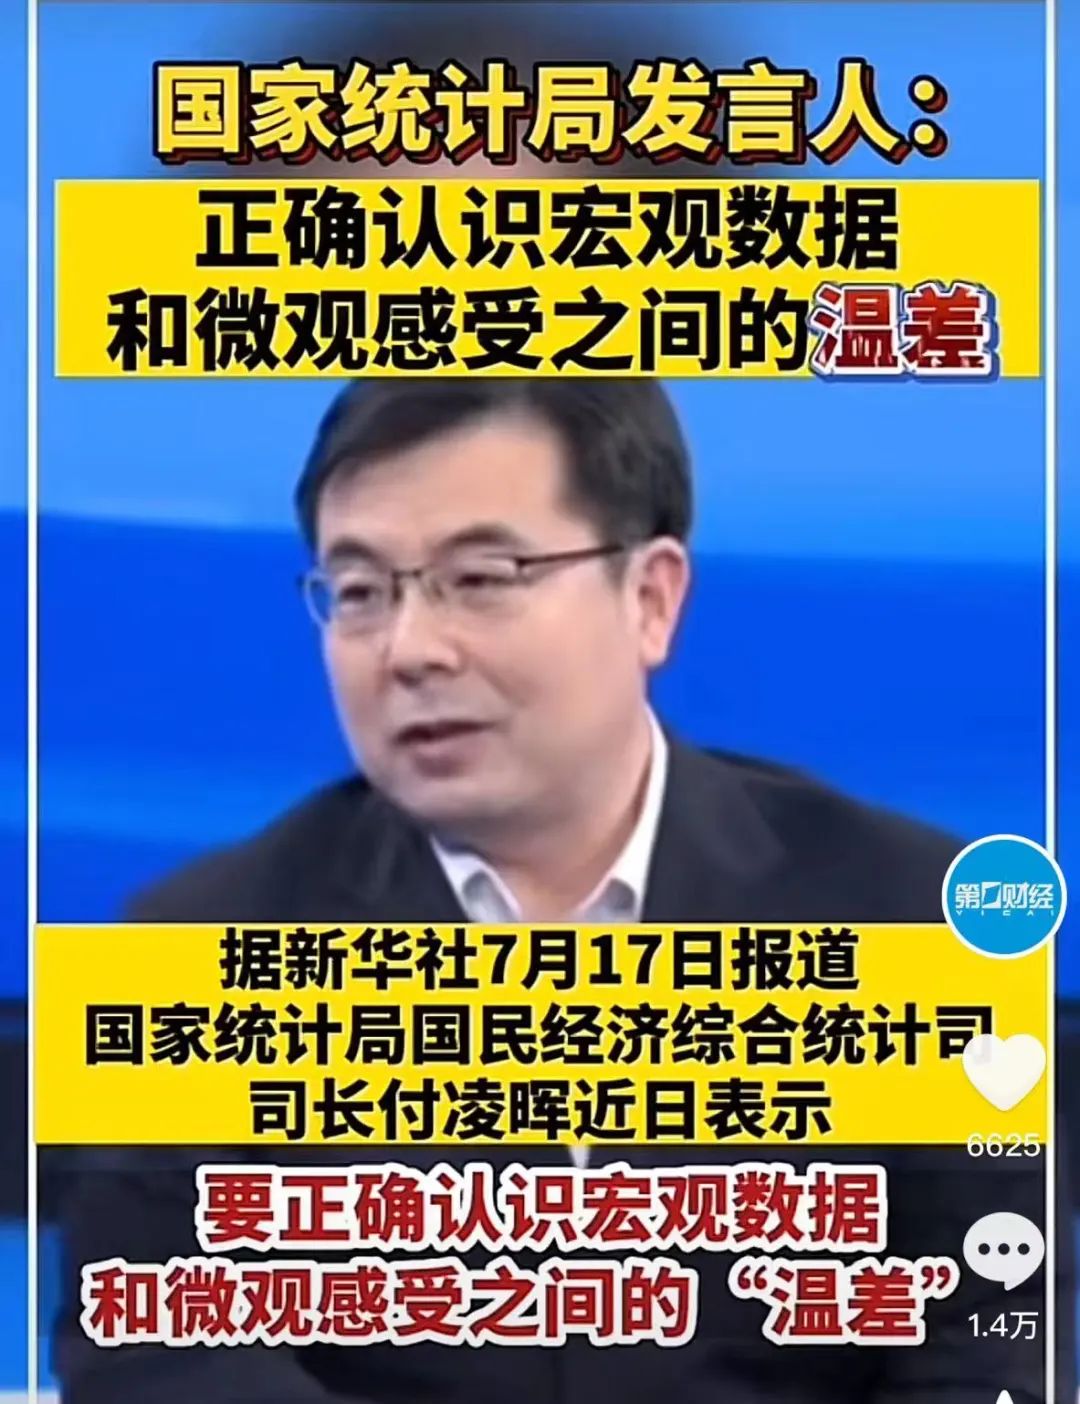 国家统计局发言人：
正确认识宏观数据
和微观感受之间的温差
第一财经
YICAI
据新华社7月17日报道
国家统计局国民经济综合统计司
司长付凌晖近日表示
6625
要正确认识宏观数据
和微观感受之间的“温差”
1.4万